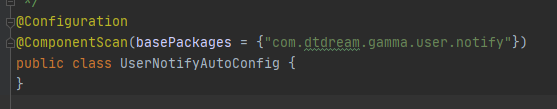 */
@Configuration
@ComponentScan(basePackages = {"com.dtdream.gamma.user.notify"})
public class UserNotifyAutoConfig {
}